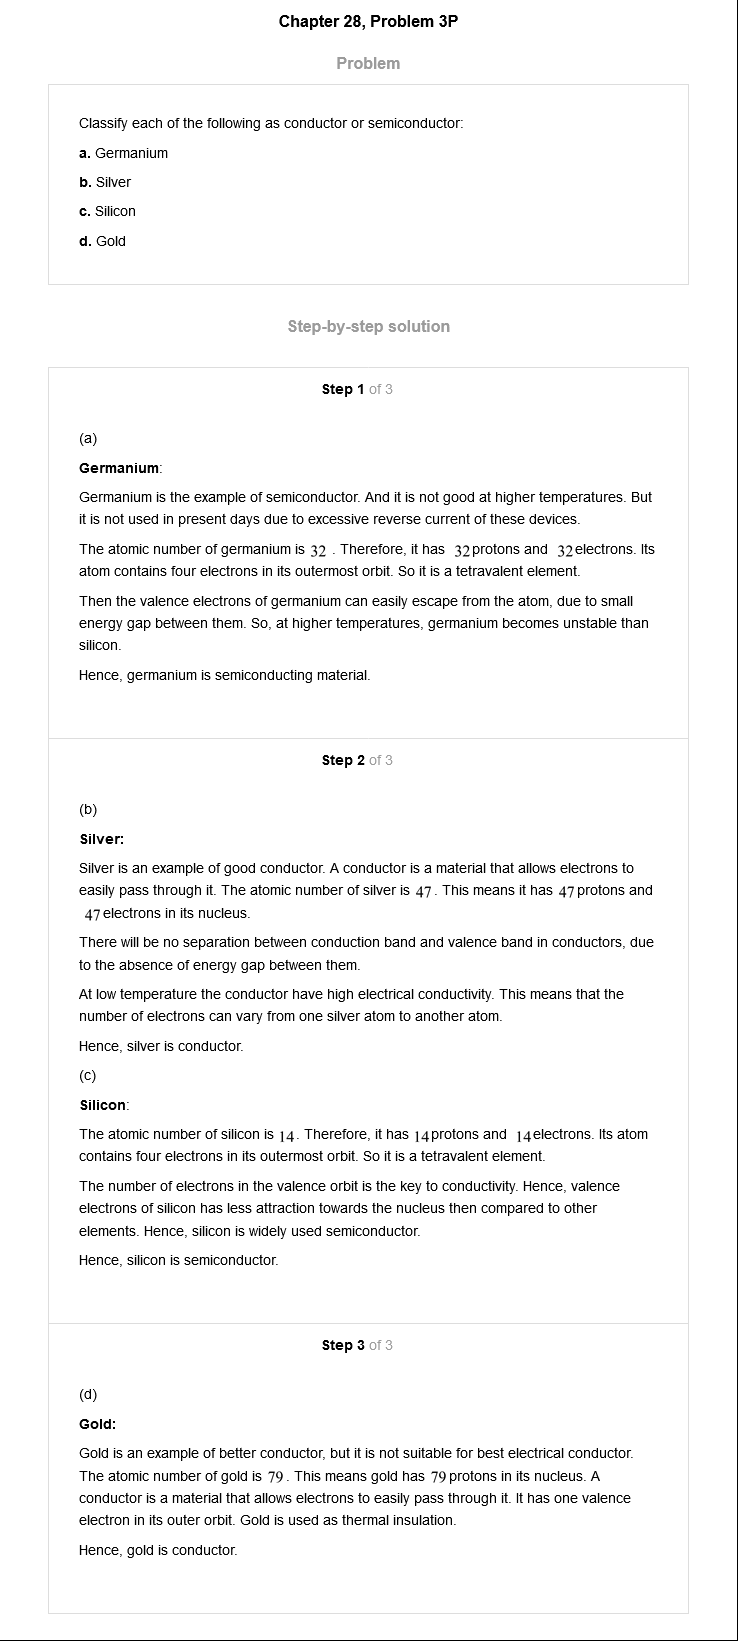 Chapter 28, Problem 3P
Problem
Classify each of the following as conductor or semiconductor:
a. Germanium
b. Silver
c. Silicon
d. Gold
Step-by-step solution
Step 1 of 3
(a)
Germanium:
Germanium is the example of semiconductor. And it is not good at higher temperatures. But
it is not used in present days due to excessive reverse current of these devices.
The atomic number of germanium is 32 . Therefore, it has 32 protons and 32 electrons. Its
atom contains four electrons in its outermost orbit. So it is a tetravalent element.
Then the valence electrons of germanium can easily escape from the atom, due to small
energy gap between them. So, at higher temperatures, germanium becomes unstable than
silicon.
Hence, germanium is semiconducting material.
Step 2 of 3
(b)
Silver:
Silver is an example of good conductor. A conductor is a material that allows electrons to
easily pass through it. The atomic number of silver is 47 . This means it has 47 protons and
47 electrons in its nucleus.
There will be no separation between conduction band and valence band in conductors, due
to the absence of energy gap between them.
At low temperature the conductor have high electrical conductivity. This means that the
number of electrons can vary from one silver atom to another atom.
Hence, silver is conductor.
(c)
Silicon:
The atomic number of silicon is 14 . Therefore, it has 14 protons and 14 electrons. Its atom
contains four electrons in its outermost orbit. So it is a tetravalent element.
The number of electrons in the valence orbit is the key to conductivity. Hence, valence
electrons of silicon has less attraction towards the nucleus then compared to other
elements. Hence, silicon is widely used semiconductor.
Hence, silicon is semiconductor.
Step 3 of 3
(d)
Gold:
Gold is an example of better conductor, but it is not suitable for best electrical conductor.
The atomic number of gold is 79 . This means gold has 79 protons in its nucleus. A
conductor is a material that allows electrons to easily pass through it. It has one valence
electron in its outer orbit. Gold is used as thermal insulation.
Hence, gold is conductor.